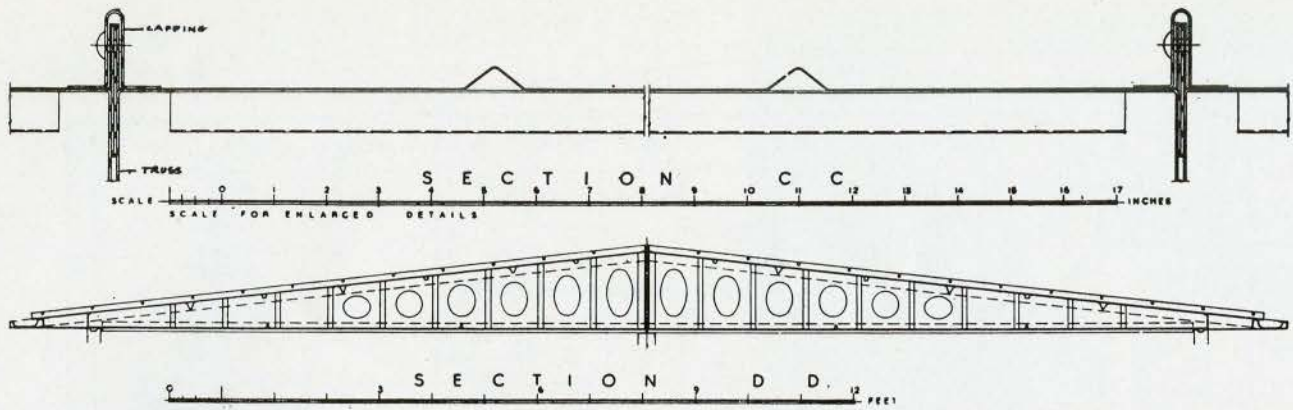 CAPPING
TRUSS
SECTION CC
0 1 2 3 4 5 6 7 8 9 10 11 12 13 14 15 16 17
SCALE INCHES
SCALE FOR ENLARGED DETAILS
SECTION DD.
0 3 6 9 12
FEET